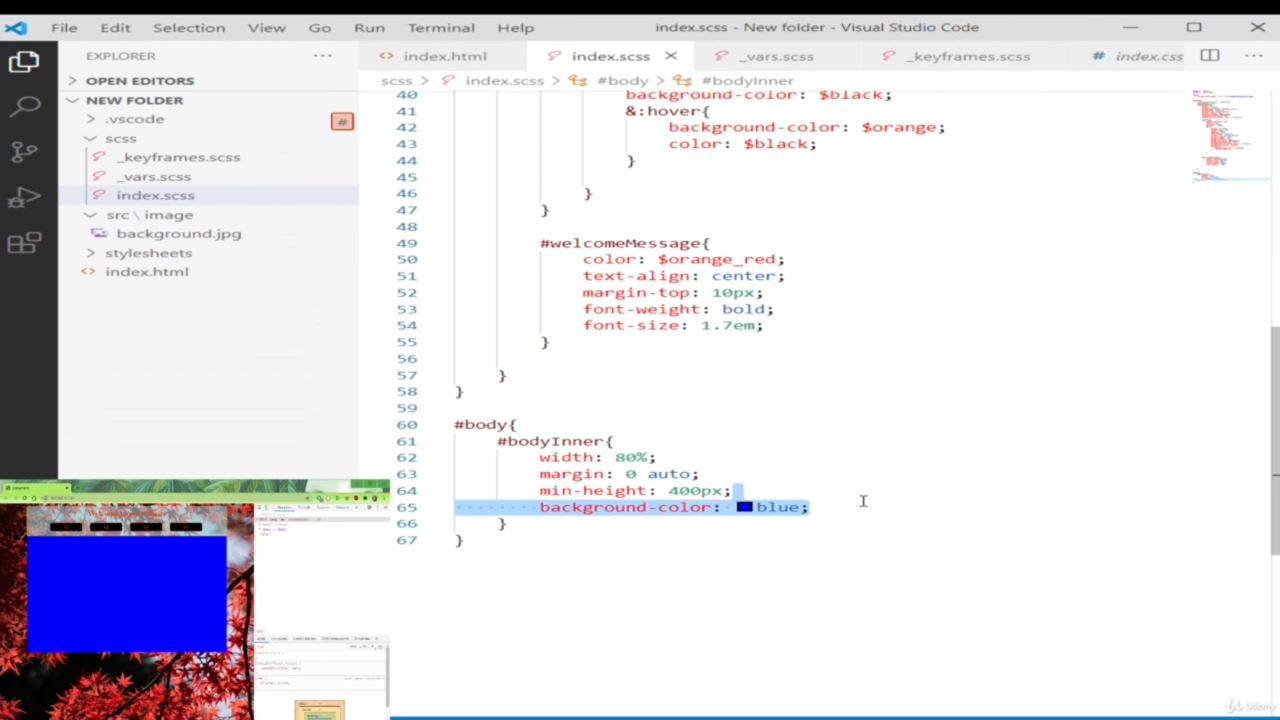 File Edit Selection View Go Run Terminal Help index.scss - New folder - Visual Studio Code
EXPLORER ··· index.html index.scss _vars.scss _keyframes.scss index.css ···
OPEN EDITORS
scss > index.scss > #body > #bodyInner
NEW FOLDER
.vscode
scss
_keyframes.scss
_vars.scss
index.scss
src \ image
background.jpg
stylesheets
index.html
40 background-color: $black;
41 &:hover{
42 background-color: $orange;
43 color: $black;
44 }
45
46 }
47 }
48
49 #welcomeMessage{
50 color: $orange_red;
51 text-align: center;
52 margin-top: 10px;
53 font-weight: bold;
54 font-size: 1.7em;
55 }
56
57 }
58 }
59
60 #body{
61 #bodyInner{
62 width: 80%;
63 margin: 0 auto;
64 min-height: 400px;
65 background-color: blue;
66 }
67 }
Udemy